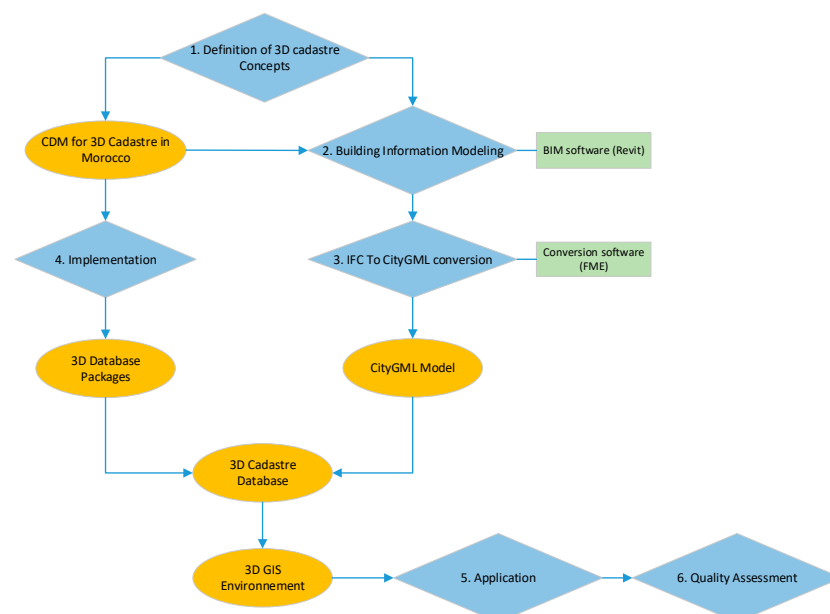 1. Definition of 3D cadastre
Concepts
CDM for 3D Cadastre in
Morocco
2. Building Information Modeling
BIM software (Revit)
4. Implementation
3. IFC To CityGML conversion
Conversion software
(FME)
3D Database
Packages
CityGML Model
3D Cadastre
Database
3D GIS
Environnement
5. Application
6. Quality Assessment